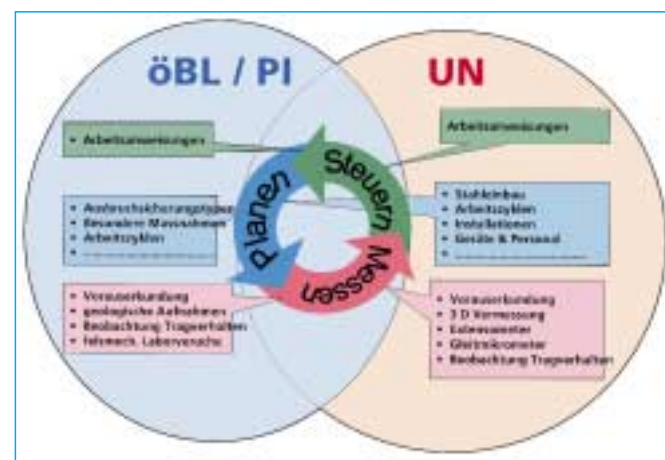 öBL / PI
• Arbeitsanweisungen
• Ausbruchsicherungstypen
• Besondere Massnahmen
• Arbeitszyklen
• Vorauserkundung
• geologische Aufnahmen
• Beobachtung Tragverhalten
• felsmech. Laborversuche
Planen
Steuern
Messen
UN
Arbeitsanweisungen
• Stahleinbau
• Arbeitszyklen
• Installationen
• Geräte & Personal
• Vorauserkundung
• 3 D Vermessung
• Extensometer
• Gleitmikrometer
• Beobachtung Tragverhalten